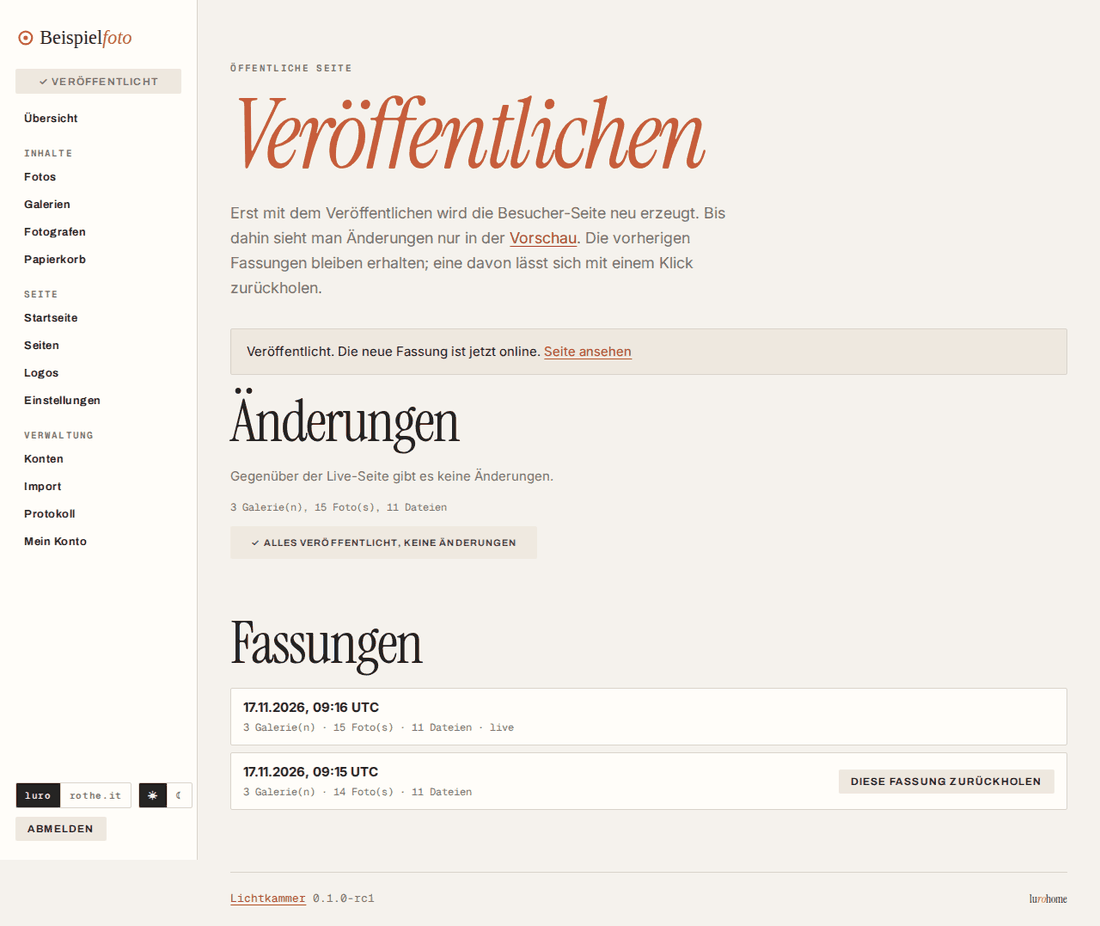 Beispielfoto
✓ VERÖFFENTLICHT
Übersicht
INHALTE
Fotos
Galerien
Fotografen
Papierkorb
SEITE
Startseite
Seiten
Logos
Einstellungen
VERWALTUNG
Konten
Import
Protokoll
Mein Konto
luro rothe.it ☀ ☾
ABMELDEN
ÖFFENTLICHE SEITE
Veröffentlichen
Erst mit dem Veröffentlichen wird die Besucher-Seite neu erzeugt. Bis
dahin sieht man Änderungen nur in der Vorschau. Die vorherigen
Fassungen bleiben erhalten; eine davon lässt sich mit einem Klick
zurückholen.
Veröffentlicht. Die neue Fassung ist jetzt online. Seite ansehen
Änderungen
Gegenüber der Live-Seite gibt es keine Änderungen.
3 Galerie(n), 15 Foto(s), 11 Dateien
✓ ALLES VERÖFFENTLICHT, KEINE ÄNDERUNGEN
Fassungen
17.11.2026, 09:16 UTC
3 Galerie(n) · 15 Foto(s) · 11 Dateien · live
17.11.2026, 09:15 UTC
3 Galerie(n) · 14 Foto(s) · 11 Dateien
DIESE FASSUNG ZURÜCKHOLEN
Lichtkammer 0.1.0-rc1
lurohome